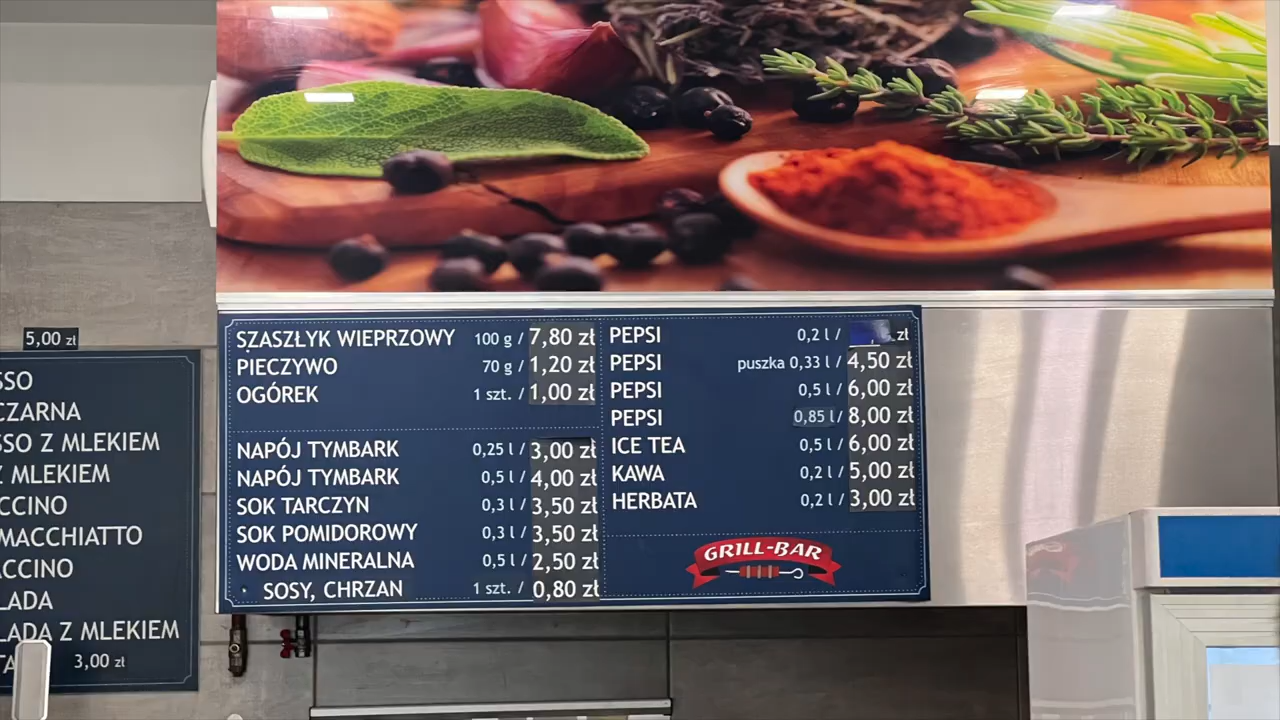 5,00 zł
SSO
CZARNA
SSO Z MLEKIEM
Z MLEKIEM
CCINO
MACCHIATTO
ACCINO
LADA
LADA Z MLEKIEM
TA 3,00 zł
SZASZŁYK WIEPRZOWY 100 g / 7,80 zł
PIECZYWO 70 g / 1,20 zł
OGÓREK 1 szt. / 1,00 zł
NAPÓJ TYMBARK 0,25 l / 3,00 zł
NAPÓJ TYMBARK 0,5 l / 4,00 zł
SOK TARCZYN 0,3 l / 3,50 zł
SOK POMIDOROWY 0,3 l / 3,50 zł
WODA MINERALNA 0,5 l / 2,50 zł
SOSY, CHRZAN 1 szt. / 0,80 zł
PEPSI 0,2 l / zł
PEPSI puszka 0,33 l / 4,50 zł
PEPSI 0,5 l / 6,00 zł
PEPSI 0,85 l / 8,00 zł
ICE TEA 0,5 l / 6,00 zł
KAWA 0,2 l / 5,00 zł
HERBATA 0,2 l / 3,00 zł
GRILL-BAR